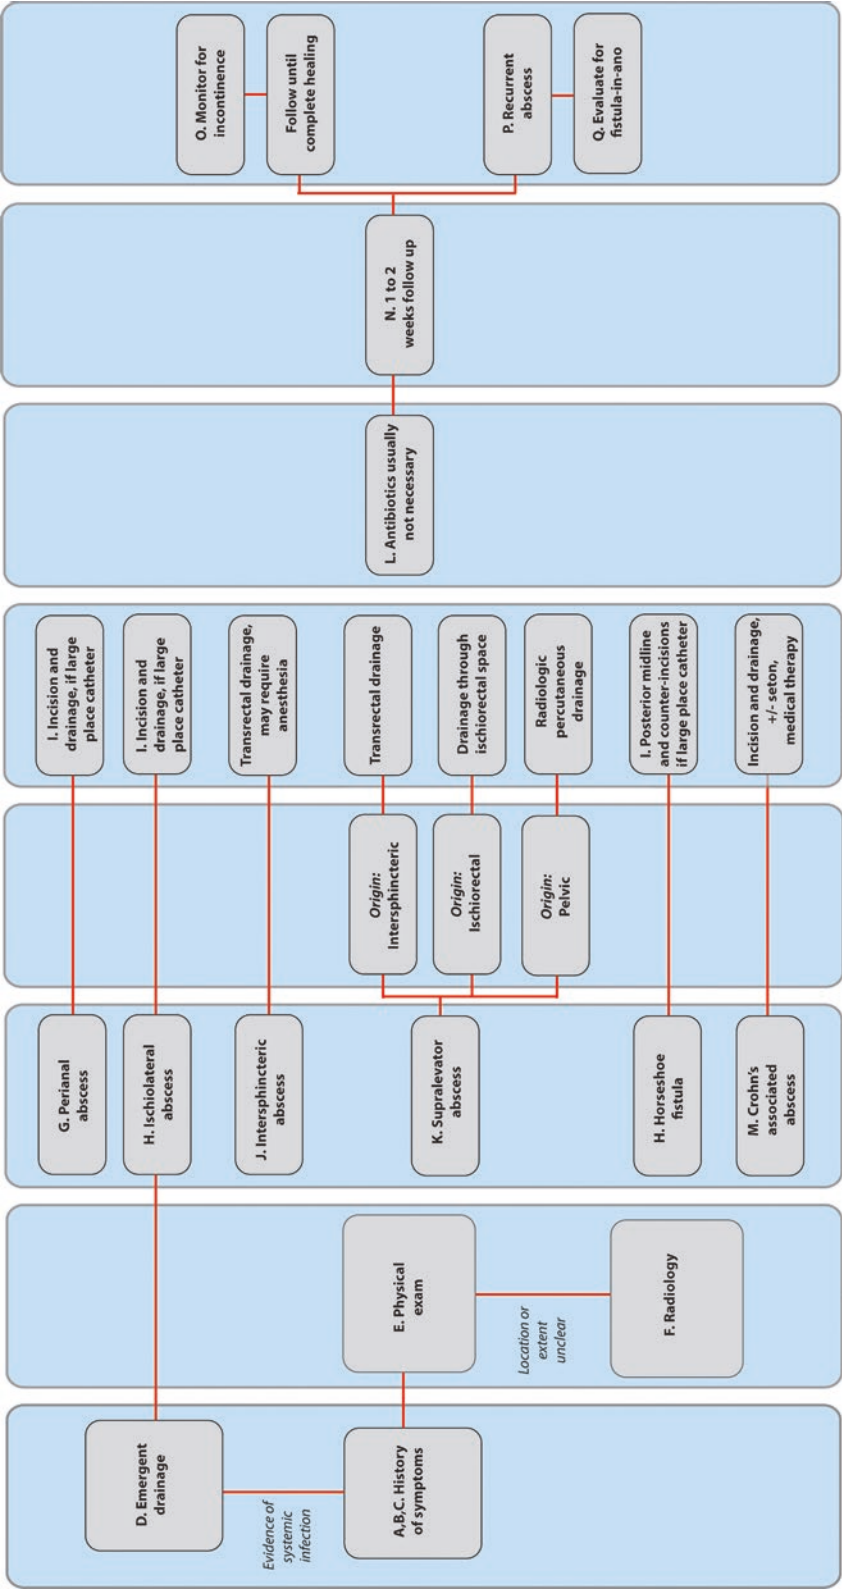 D. Emergent
drainage
Evidence of
systemic
infection
A,B,C. History
of symptoms
E. Physical
exam
Location or
extent
unclear
F. Radiology
G. Perianal
abscess
H. Ischiolateral
abscess
J. Intersphincteric
abscess
K. Supralevator
abscess
H. Horseshoe
fistula
M. Crohn's
associated
abscess
Origin:
Intersphincteric
Origin:
Ischiorectal
Origin:
Pelvic
I. Incision and
drainage, if large
place catheter
I. Incision and
drainage, if large
place catheter
Transrectal drainage,
may require
anesthesia
Transrectal drainage
Drainage through
ischiorectal space
Radiologic
percutaneous
drainage
I. Posterior midline
and counter-incisions
if large place catheter
Incision and drainage,
+/- seton,
medical therapy
L. Antibiotics usually
not necessary
N. 1 to 2
weeks follow up
O. Monitor for
incontinence
Follow until
complete healing
P. Recurrent
abscess
Q. Evaluate for
fistula-in-ano